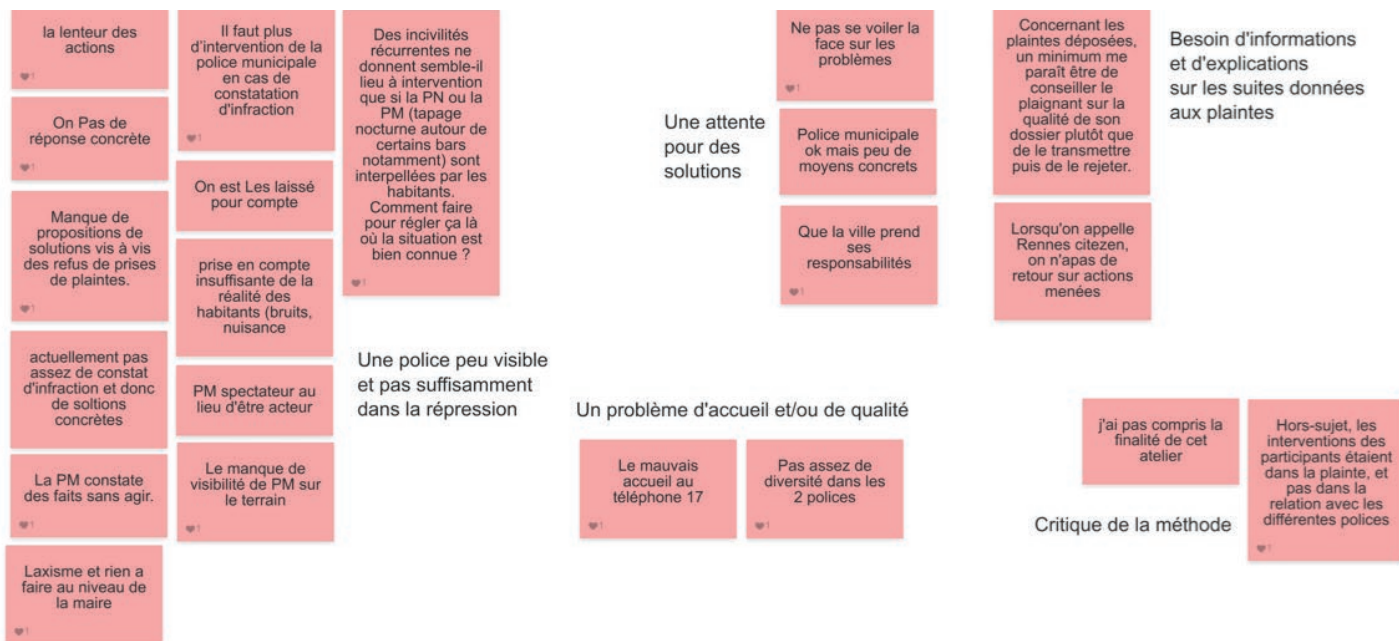 la lenteur des
actions
1
On Pas de
réponse concrète
1
Manque de
propositions de
solutions vis à vis
des refus de prises
de plaintes.
1
actuellement pas
assez de constat
d'infraction et donc
de soltions
concrètes
La PM constate
des faits sans agir.
1
Laxisme et rien a
faire au niveau de
la maire
1
Il faut plus
d'intervention de la
police municipale
en cas de
constatation
d'infraction
1
On est Les laissé
pour compte
prise en compte
insuffisante de la
réalité des
habitants (bruits,
nuisance
PM spectateur au
lieu d'être acteur
Le manque de
visibilité de PM sur
le terrain
1
Des incivilités
récurrentes ne
donnent semble-il
lieu à intervention
que si la PN ou la
PM (tapage
nocturne autour de
certains bars
notamment) sont
interpellées par les
habitants.
Comment faire
pour régler ça là
où la situation est
bien connue ?
1
Une police peu visible
et pas suffisamment
dans la répression
Une attente
pour des
solutions
Ne pas se voiler la
face sur les
problèmes
1
Police municipale
ok mais peu de
moyens concrets
Que la ville prend
ses
responsabilités
1
Un problème d'accueil et/ou de qualité
Le mauvais
accueil au
téléphone 17
1
Pas assez de
diversité dans les
2 polices
1
Concernant les
plaintes déposées,
un minimum me
paraît être de
conseiller le
plaignant sur la
qualité de son
dossier plutôt que
de le transmettre
puis de le rejeter.
Lorsqu'on appelle
Rennes citezen,
on n'apas de
retour sur actions
menées
Besoin d'informations
et d'explications
sur les suites données
aux plaintes
j'ai pas compris la
finalité de cet
atelier
Critique de la méthode
Hors-sujet, les
interventions des
participants étaient
dans la plainte, et
pas dans la
relation avec les
différentes polices
1